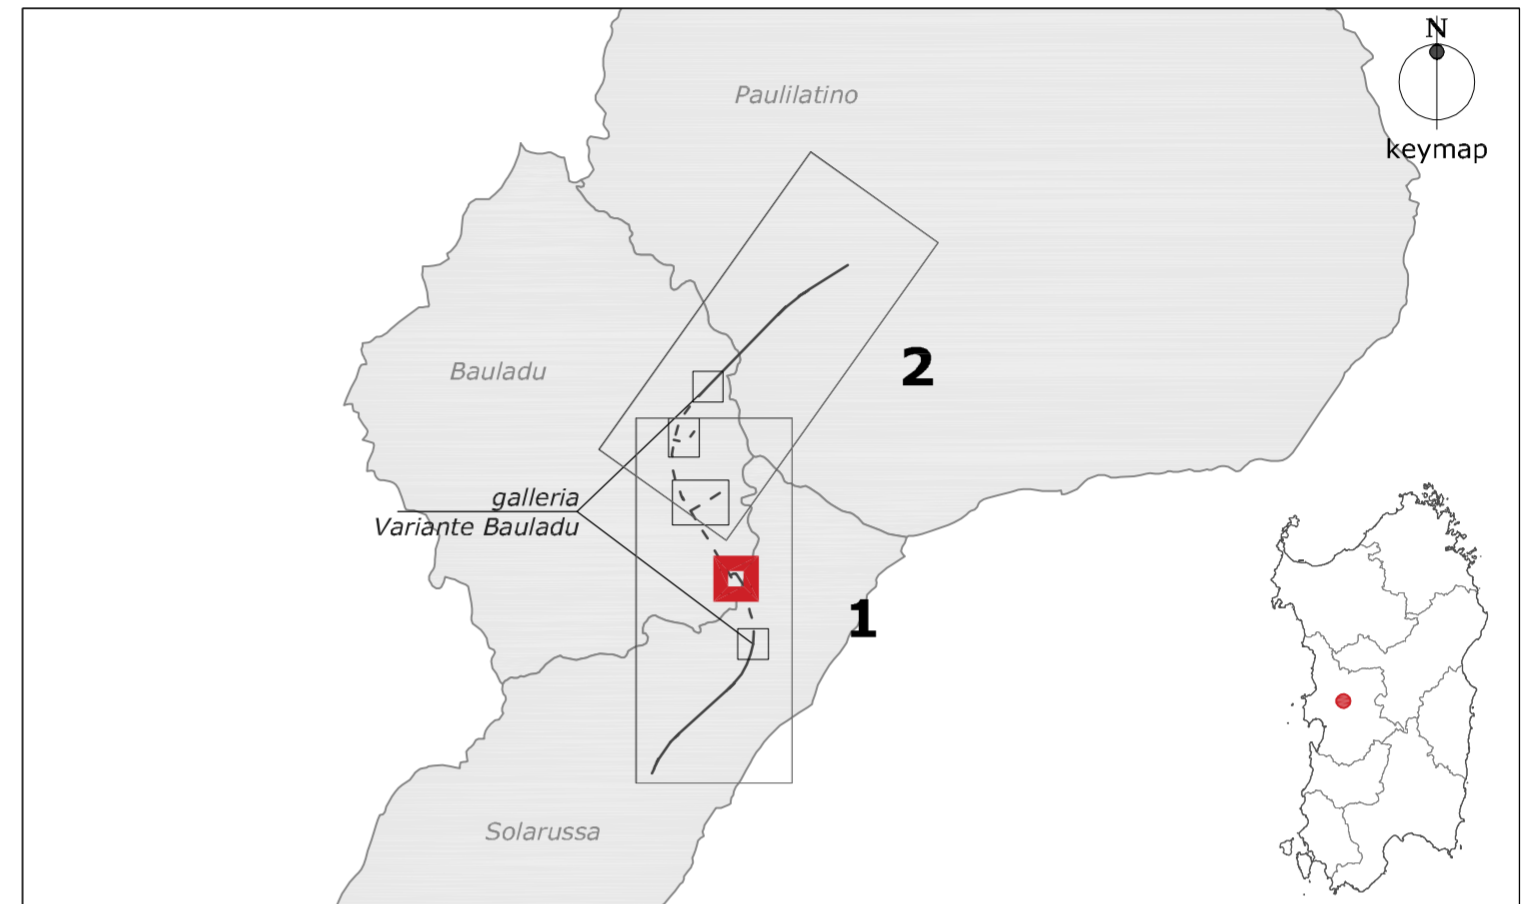 N
keymap
Paulilatino
2
Bauladu
galleria
Variante Bauladu
1
Solarussa